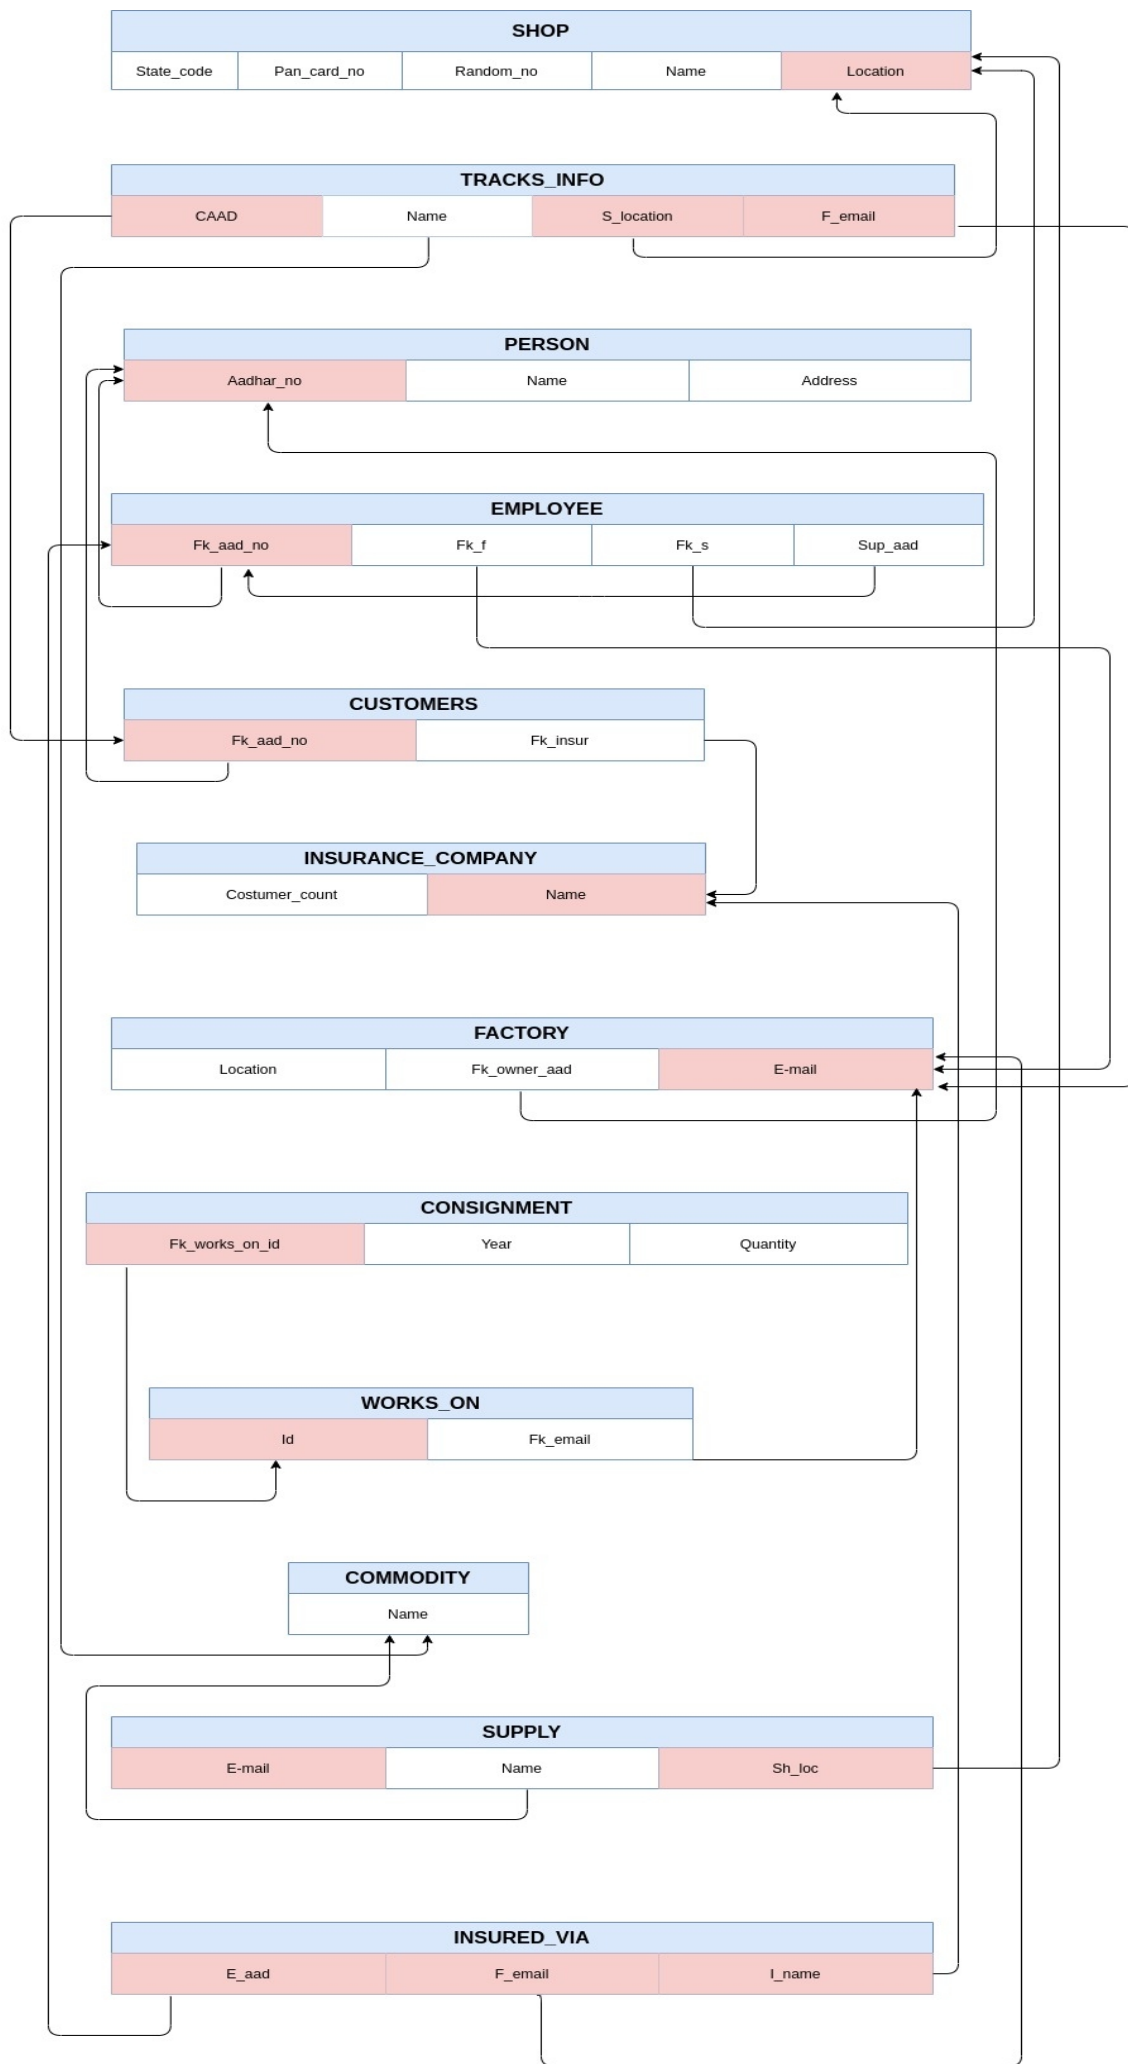 SHOP
State_code Pan_card_no Random_no Name Location
TRACKS_INFO
CAAD Name S_location F_email
PERSON
Aadhar_no Name Address
EMPLOYEE
Fk_aad_no Fk_f Fk_s Sup_aad
CUSTOMERS
Fk_aad_no Fk_insur
INSURANCE_COMPANY
Costumer_count Name
FACTORY
Location Fk_owner_aad E-mail
CONSIGNMENT
Fk_works_on_id Year Quantity
WORKS_ON
Id Fk_email
COMMODITY
Name
SUPPLY
E-mail Name Sh_loc
INSURED_VIA
E_aad F_email I_name